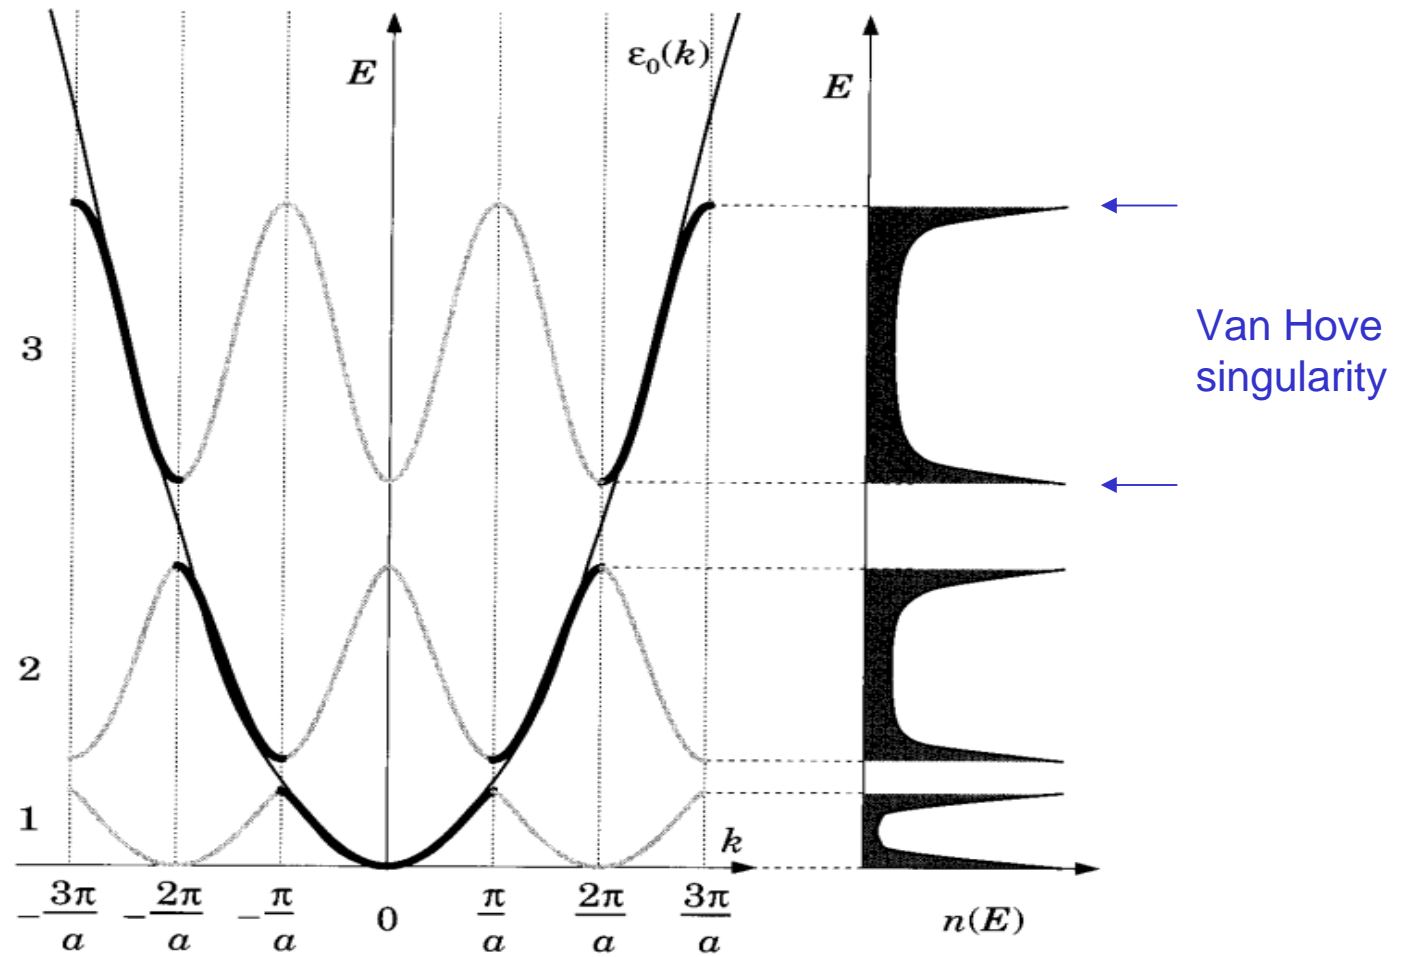 E
ε₀(k)
E
3
2
1
k
-3π/a
-2π/a
-π/a
0
π/a
2π/a
3π/a
n(E)
Van Hove
singularity